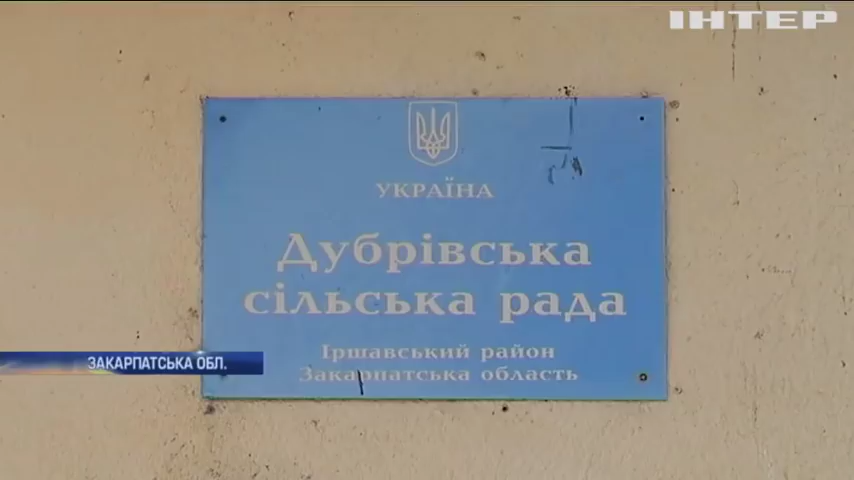 ІНТЕР
УКРАЇНА
Дубрівська
сільська рада
Іршавський район
Закарпатська область
ЗАКАРПАТСЬКА ОБЛ.